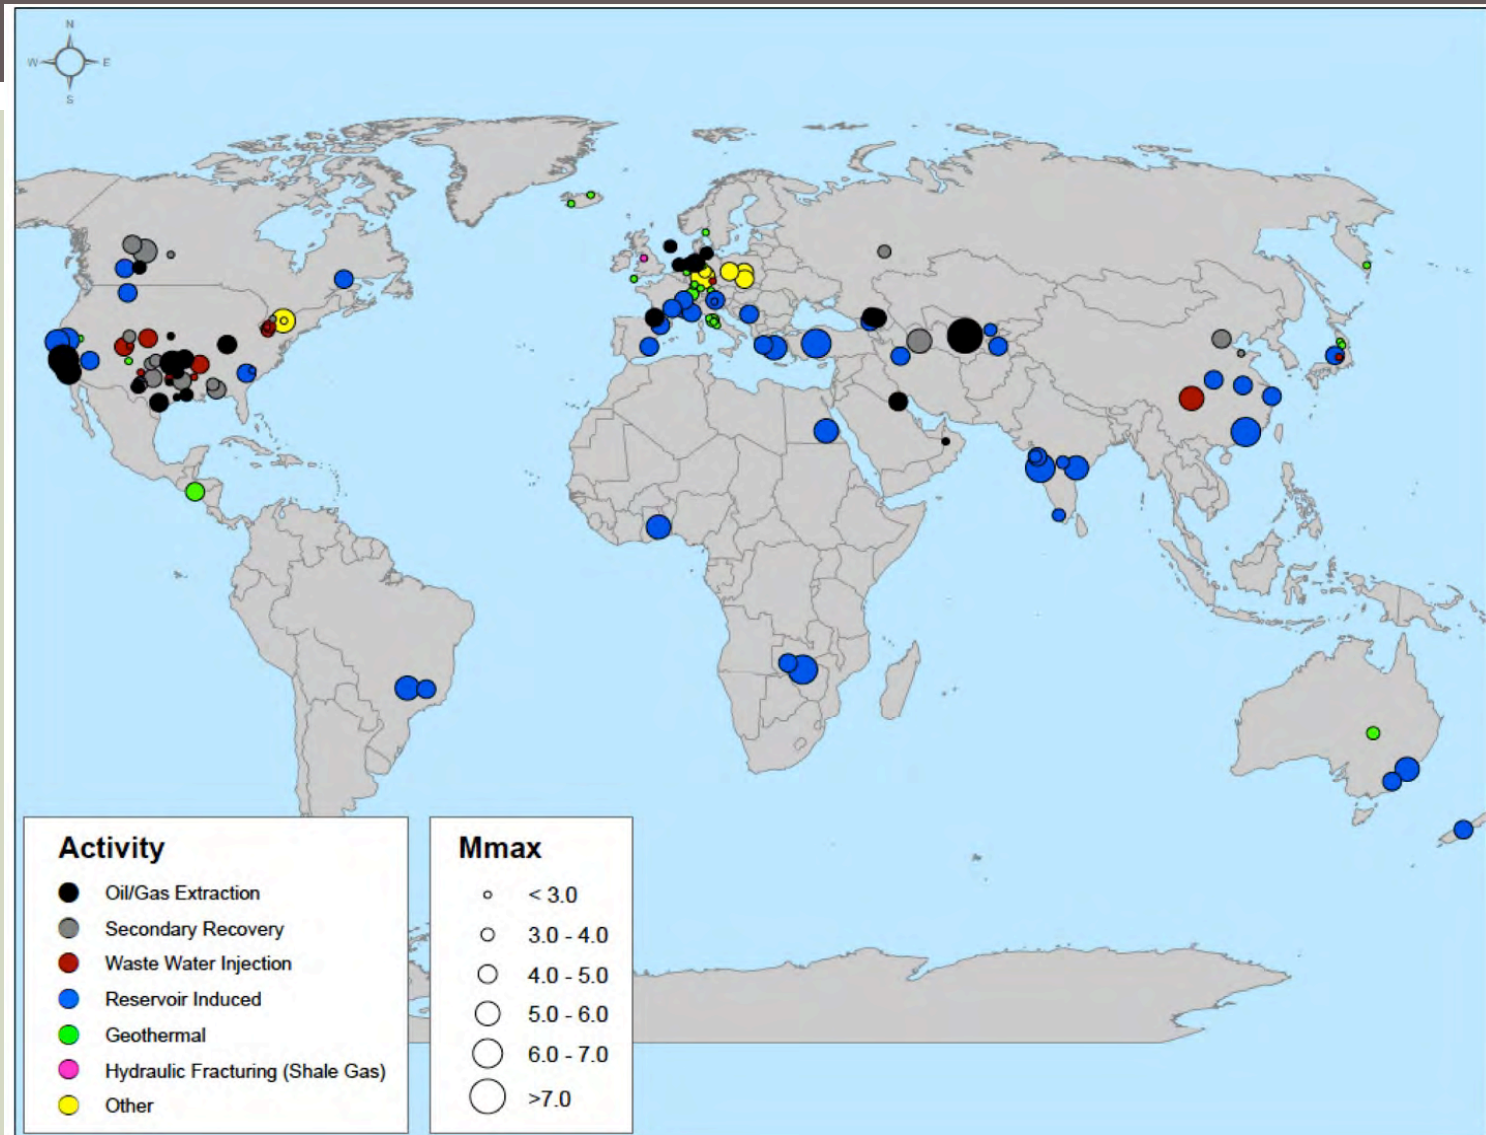 N
W E
S
Activity
Oil/Gas Extraction
Secondary Recovery
Waste Water Injection
Reservoir Induced
Geothermal
Hydraulic Fracturing (Shale Gas)
Other
Mmax
< 3.0
3.0 - 4.0
4.0 - 5.0
5.0 - 6.0
6.0 - 7.0
>7.0